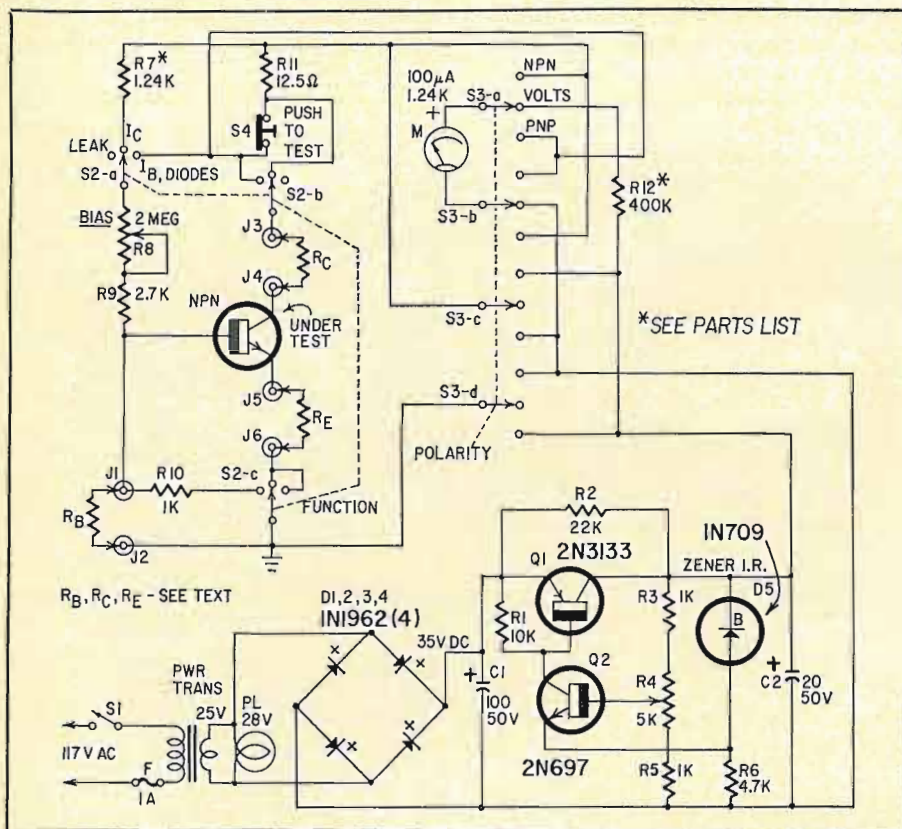 R7*
1.24K
R11
12.5Ω
PUSH
TO
TEST
S4
LEAK
IC
IB, DIODES
S2-a
S2-b
BIAS
2 MEG
R8
R9
2.7K
NPN
J3
RC
J4
UNDER
TEST
J5
RE
J6
S2-c
FUNCTION
J1
R10
1K
RB
J2
RB, RC, RE - SEE TEXT
100µA
1.24K
+
M
S3-a
NPN
VOLTS
PNP
S3-b
R12*
400K
S3-c
*SEE PARTS LIST
S3-d
POLARITY
R2
22K
1N709
Q1
2N3133
ZENER I.R.
D5
R1
10K
R3
1K
B
Q2
R4
5K
+
C2
20
50V
2N697
R5
1K
R6
4.7K
D1,2,3,4
1N1962(4)
35V DC
+
C1
100
50V
PWR
TRANS
25V
PL
28V
S1
117V AC
F
1A
x
x
x
x